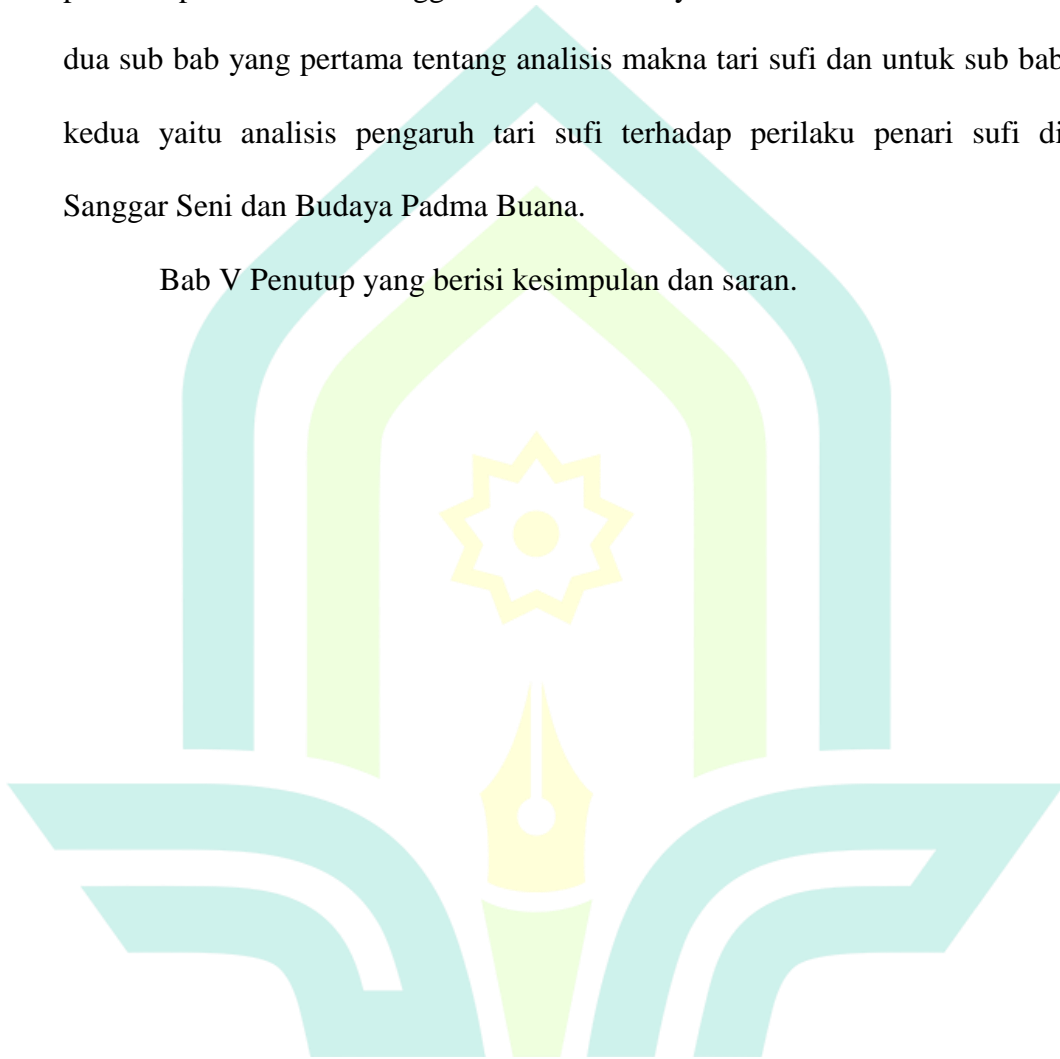 dua sub bab yang pertama tentang analisis makna tari sufi dan untuk sub bab
kedua yaitu analisis pengaruh tari sufi terhadap perilaku penari sufi di
Sanggar Seni dan Budaya Padma Buana.
Bab V Penutup yang berisi kesimpulan dan saran.